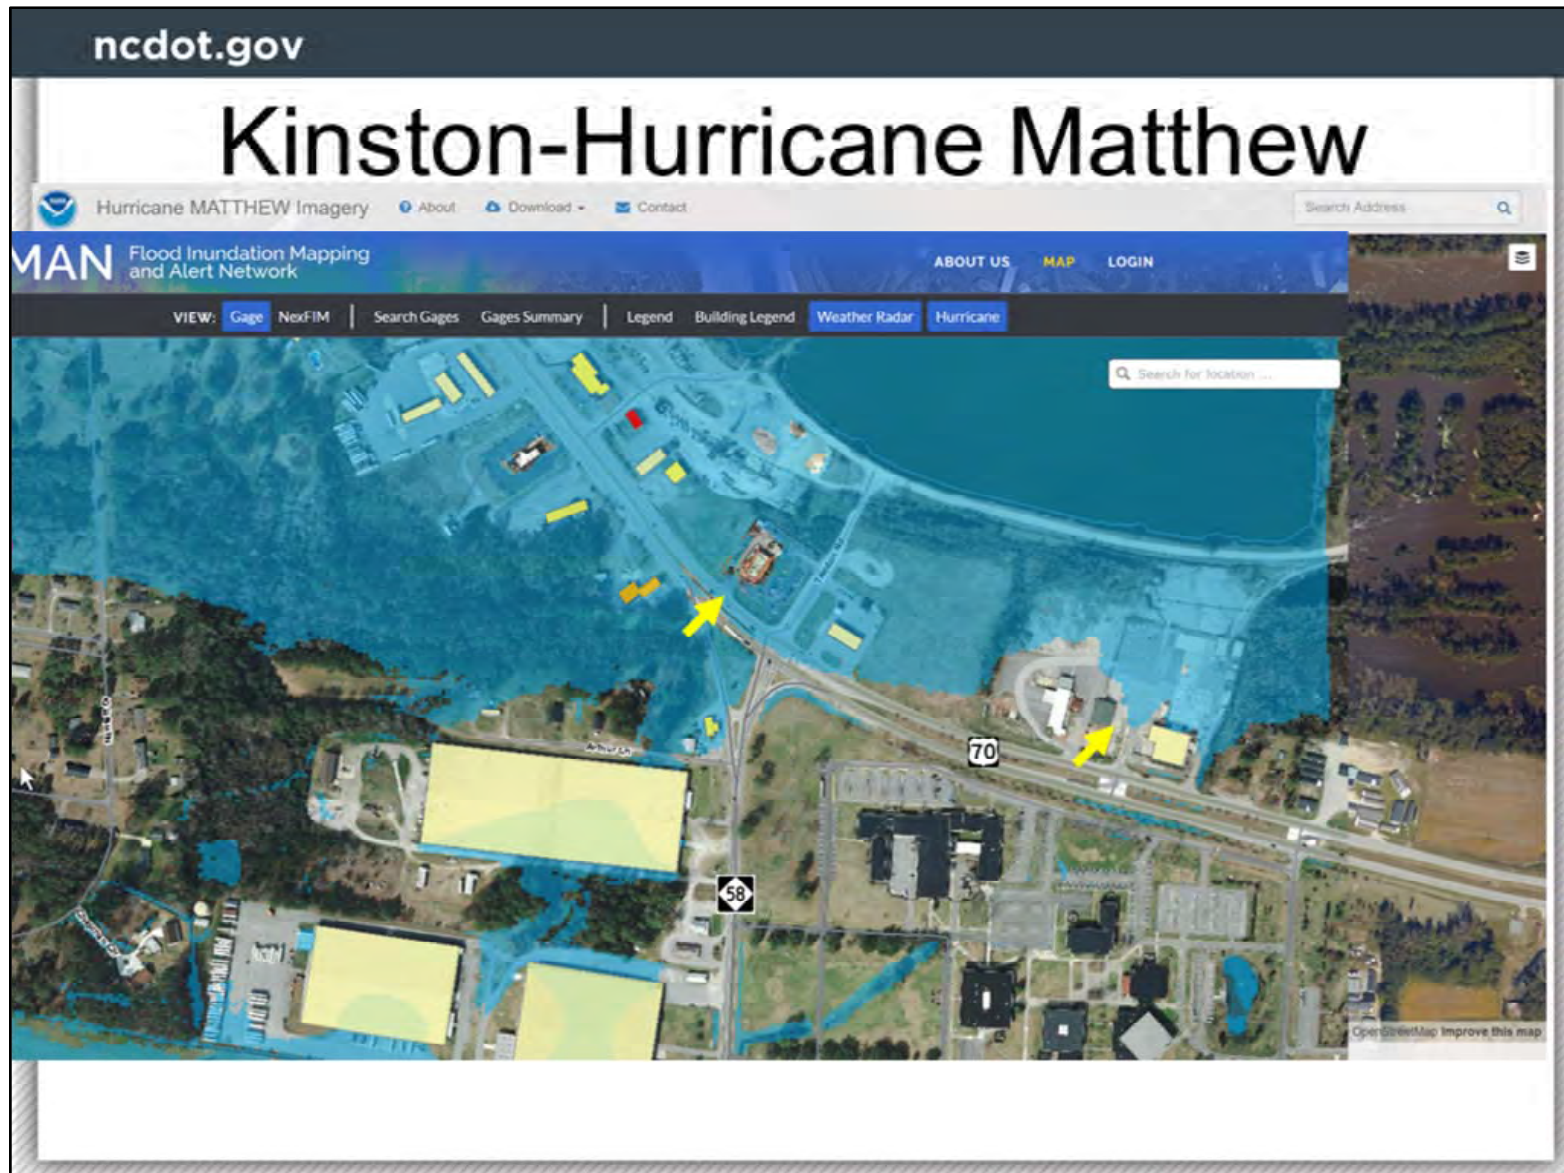 ncdot.gov
Kinston-Hurricane Matthew
Hurricane MATTHEW Imagery About Download Contact Search Address
MAN Flood Inundation Mapping
and Alert Network
ABOUT US MAP LOGIN
VIEW: Gage NexFIM | Search Gages Gages Summary | Legend Building Legend Weather Radar Hurricane
Search for location ...
Arthur Ln
70
58
OpenStreetMap Improve this map